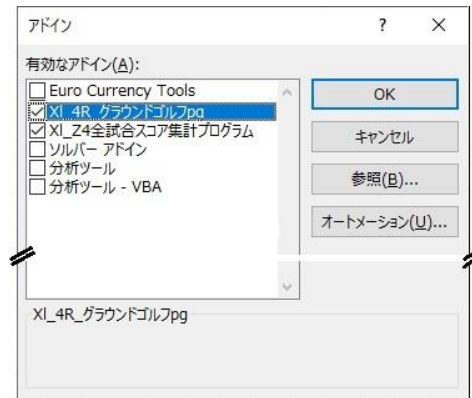 アドイン
? ×
有効なアドイン(A):
Euro Currency Tools
Xl_4R_グラウンドゴルフpg
Xl_Z4全試合スコア集計プログラム
ソルバー アドイン
分析ツール
分析ツール - VBA
OK
キャンセル
参照(B)...
オートメーション(U)...
Xl_4R_グラウンドゴルフpg